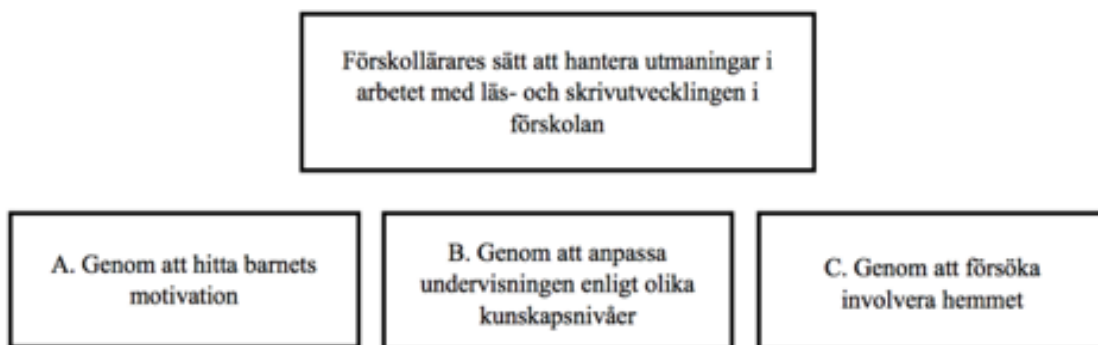 Förskollärares sätt att hantera utmaningar i
arbetet med läs- och skrivutvecklingen i
förskolan
A. Genom att hitta barnets
motivation
B. Genom att anpassa
undervisningen enligt olika
kunskapsnivåer
C. Genom att försöka
involvera hemmet